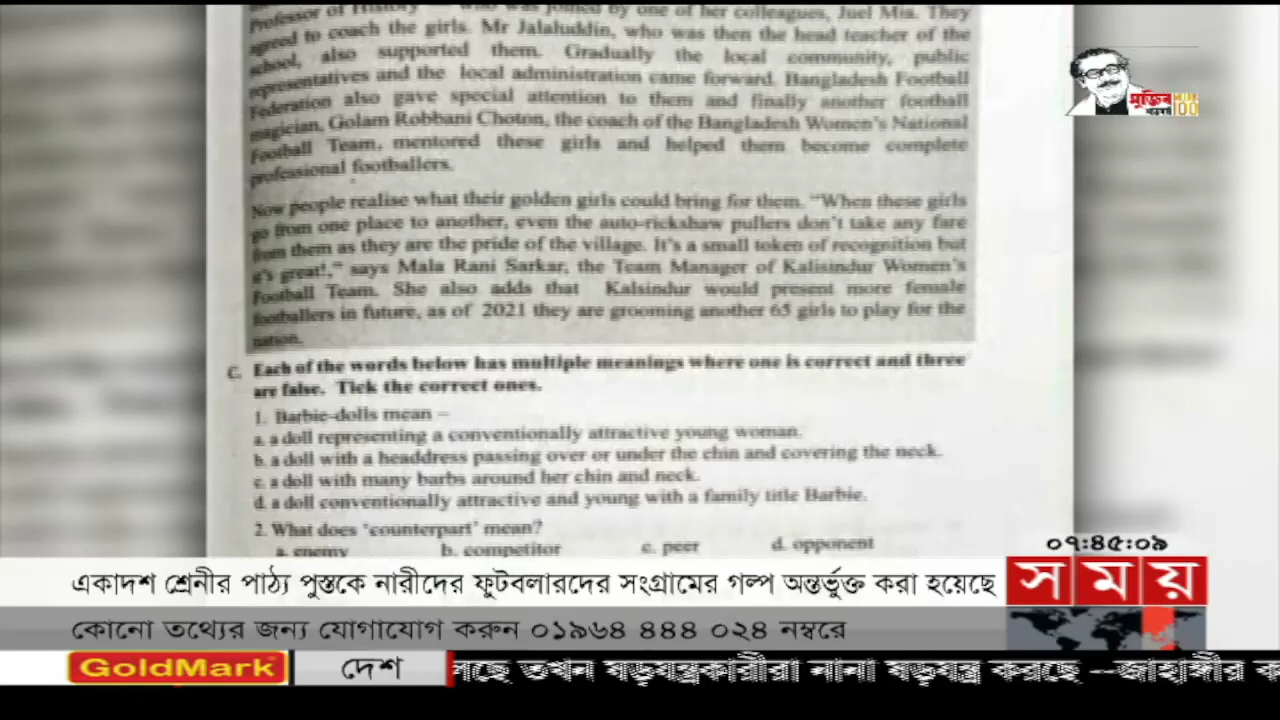 Professor of History — who was joined by one of her colleagues, Juel Mia. They
agreed to coach the girls. Mr Jalaluddin, who was then the head teacher of the
school, also supported them. Gradually the local community, public
representatives and the local administration came forward. Bangladesh Football
Federation also gave special attention to them and finally another football
magician, Golam Robbani Choton, the coach of the Bangladesh Women's National
Football Team, mentored these girls and helped them become complete
professional footballers.
Now people realise what their golden girls could bring for them. "When these girls
go from one place to another, even the auto-rickshaw pullers don't take any fare
from them as they are the pride of the village. It's a small token of recognition but
it's great!," says Mala Rani Sarkar, the Team Manager of Kalisindur Women's
Football Team. She also adds that Kalsindur would present more female
footballers in future, as of 2021 they are grooming another 65 girls to play for the
nation.
C. Each of the words below has multiple meanings where one is correct and three
are false. Tick the correct ones.
1. Barbie-dolls mean –
a. a doll representing a conventionally attractive young woman.
b. a doll with a headdress passing over or under the chin and covering the neck.
c. a doll with many barbs around her chin and neck.
d. a doll conventionally attractive and young with a family title Barbie.
2. What does 'counterpart' mean?
a. enemy b. competitor c. peer d. opponent
মুজিব 100
০৭:৪৫:০৯
একাদশ শ্রেনীর পাঠ্য পুস্তকে নারীদের ফুটবলারদের সংগ্রামের গল্প অন্তর্ভুক্ত করা হয়েছে
সময়
কোনো তথ্যের জন্য যোগাযোগ করুন ০১৯৬৪ ৪৪৪ ০২৪ নম্বরে
GoldMark দেশ তখন ষড়যন্ত্রকারীরা নানা ষড়যন্ত্র করছে –জাহাঙ্গীর